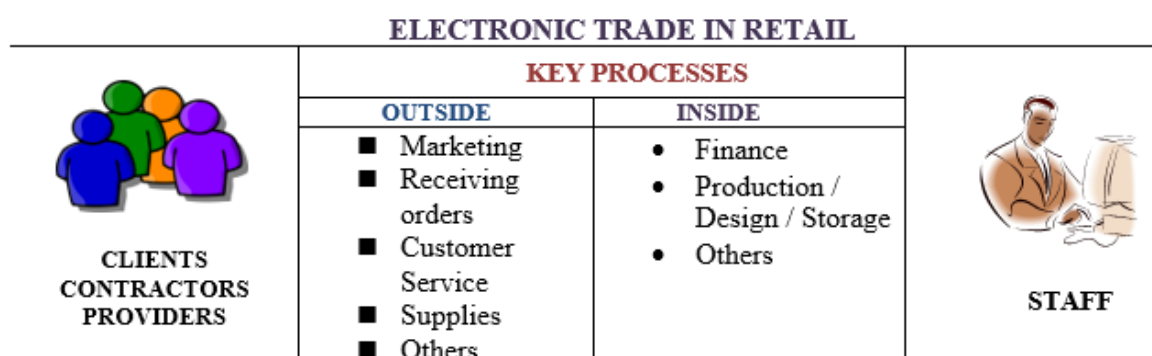 ELECTRONIC TRADE IN RETAIL
KEY PROCESSES
OUTSIDE
INSIDE
CLIENTS
CONTRACTORS
PROVIDERS
■ Marketing
■ Receiving
orders
■ Customer
Service
■ Supplies
■ Others
● Finance
● Production /
Design / Storage
● Others
STAFF